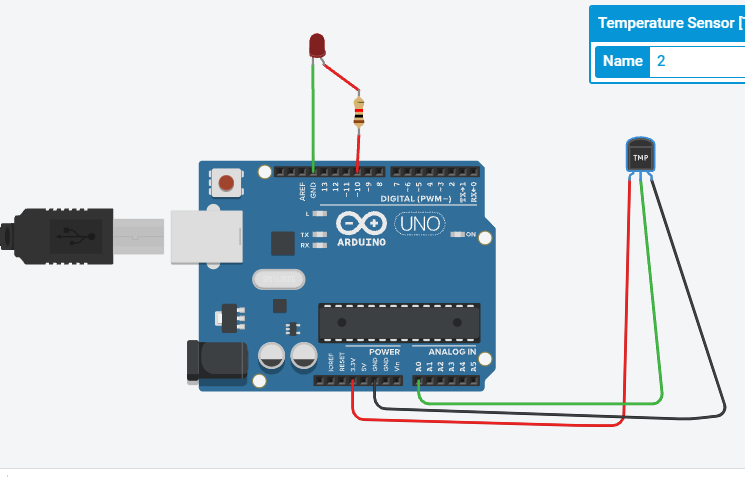 Temperature Sensor [
Name 2
TMP
AREF
GND
13
12
~11
~10
~9
8
7
~6
~5
4
~3
2
TX→1
RX←0
DIGITAL (PWM~)
L
TX
RX
ARDUINO
UNO
ON
POWER
ANALOG IN
IOREF
RESET
3.3V
5V
GND
GND
Vin
A0
A1
A2
A3
A4
A5